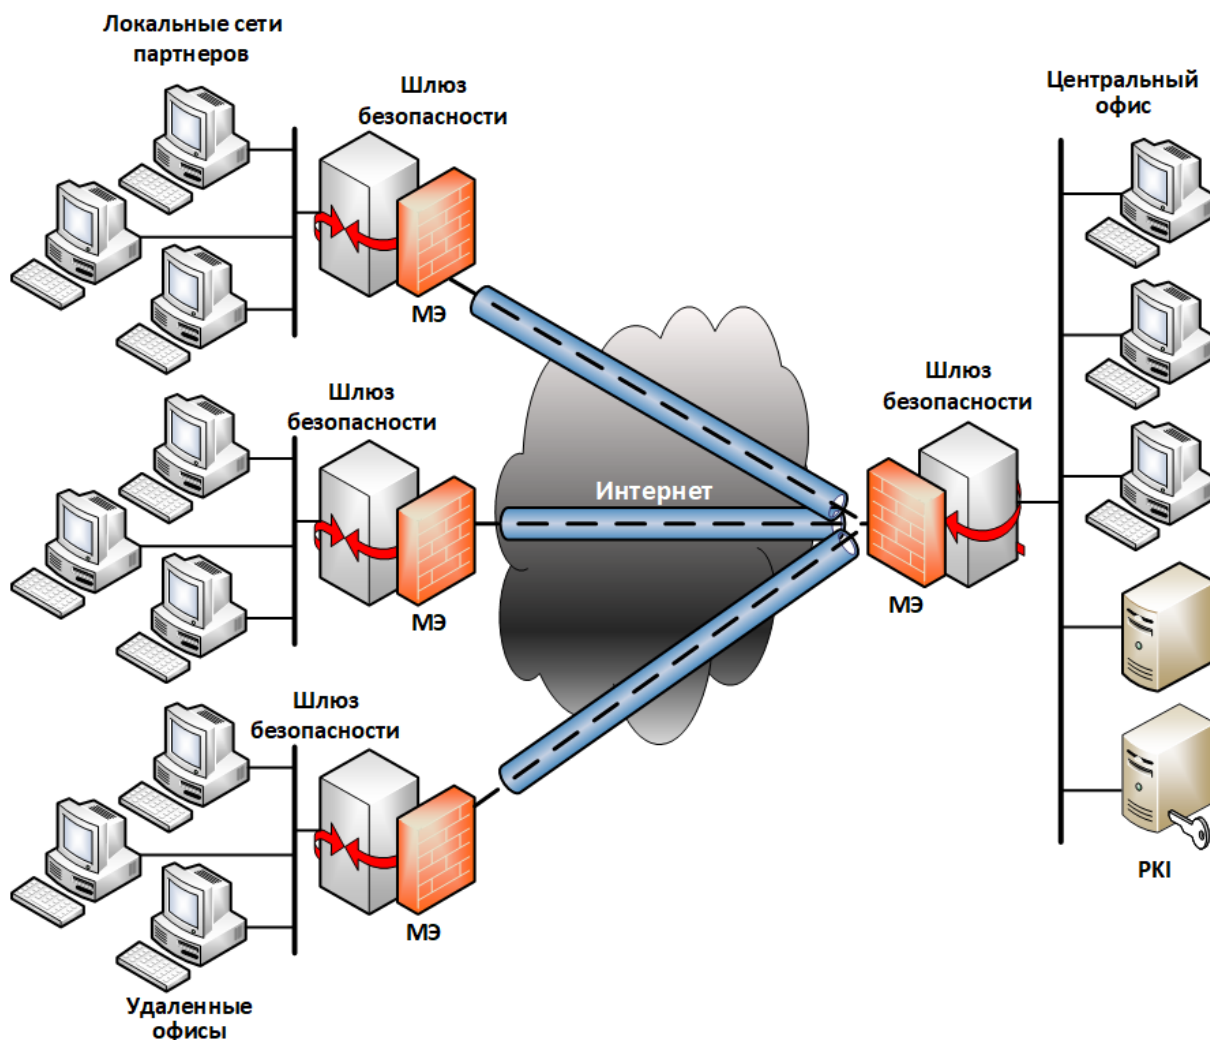 Локальные сети
партнеров
Шлюз
безопасности
МЭ
Центральный
офис
Шлюз
безопасности
МЭ
Интернет
Шлюз
безопасности
МЭ
Шлюз
безопасности
МЭ
PKI
Удаленные
офисы